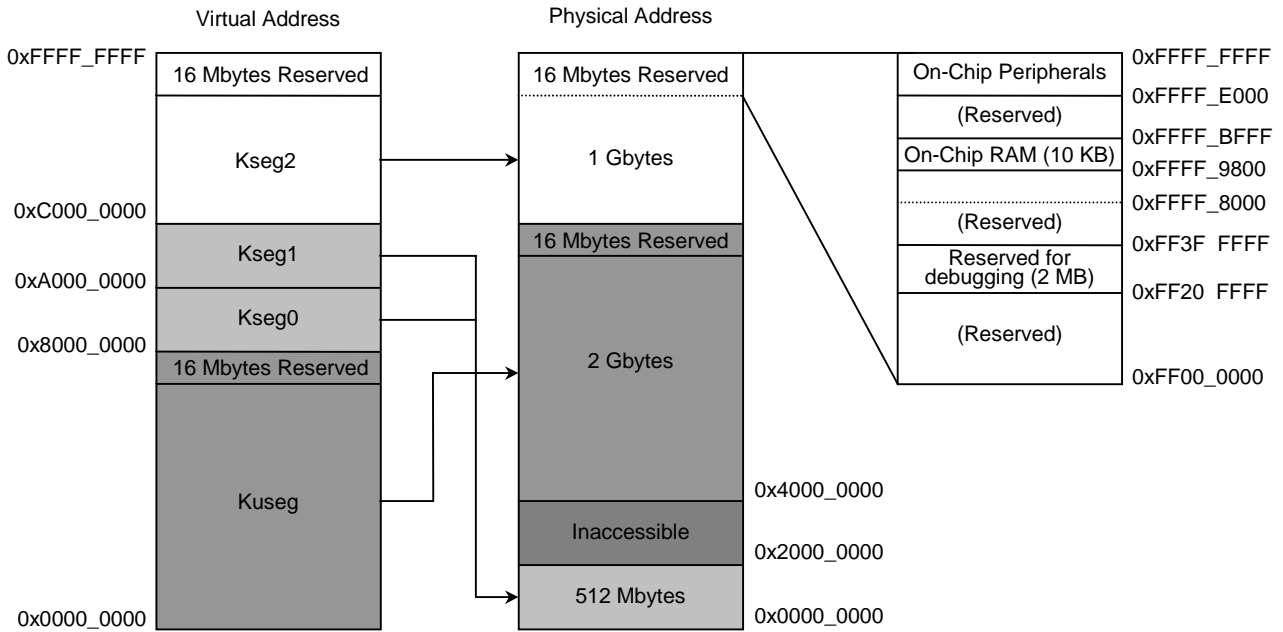 Virtual Address
0xFFFF_FFFF
16 Mbytes Reserved
Kseg2
0xC000_0000
Kseg1
0xA000_0000
Kseg0
0x8000_0000
16 Mbytes Reserved
Kuseg
0x0000_0000
Physical Address
16 Mbytes Reserved
1 Gbytes
16 Mbytes Reserved
2 Gbytes
0x4000_0000
Inaccessible
0x2000_0000
512 Mbytes
0x0000_0000
On-Chip Peripherals
0xFFFF_FFFF
0xFFFF_E000
(Reserved)
0xFFFF_BFFF
On-Chip RAM (10 KB)
0xFFFF_9800
0xFFFF_8000
(Reserved)
0xFF3F FFFF
Reserved for
debugging (2 MB)
0xFF20 FFFF
(Reserved)
0xFF00_0000